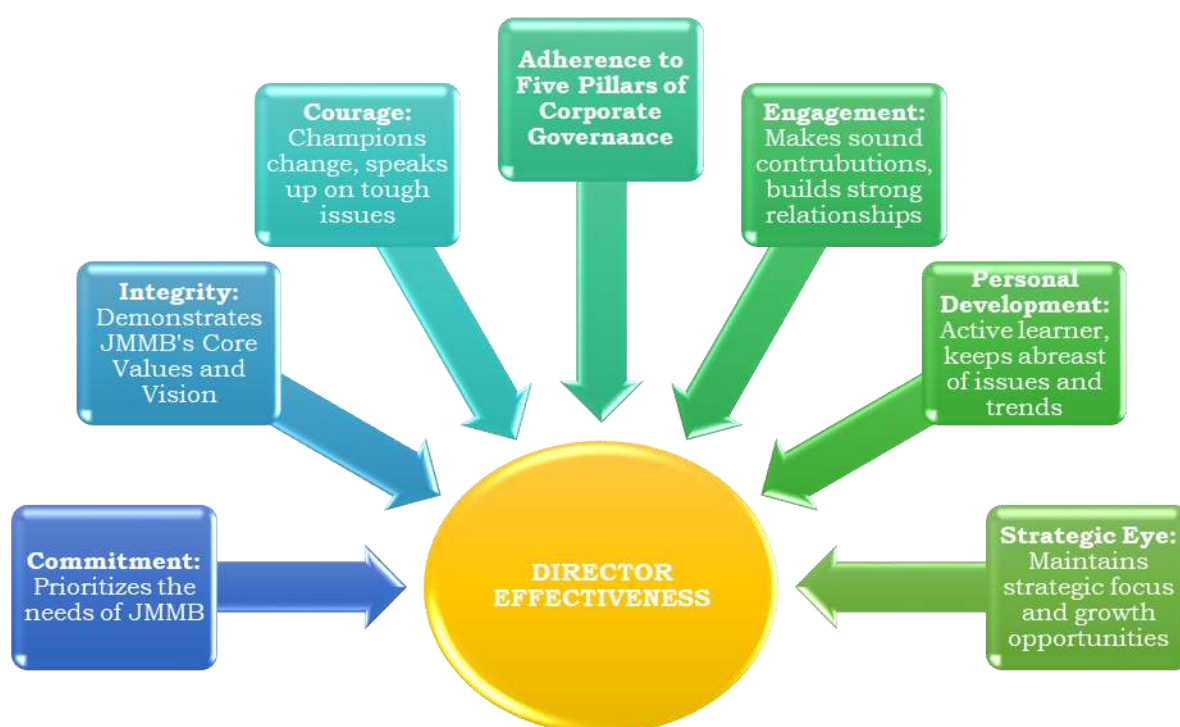 Commitment:
Prioritizes the
needs of JMMB
Integrity:
Demonstrates
JMMB's Core
Values and
Vision
Courage:
Champions
change, speaks
up on tough
issues
Adherence to
Five Pillars of
Corporate
Governance
Engagement:
Makes sound
contrubutions,
builds strong
relationships
Personal
Development:
Active learner,
keeps abreast
of issues and
trends
Strategic Eye:
Maintains
strategic focus
and growth
opportunities
DIRECTOR
EFFECTIVENESS